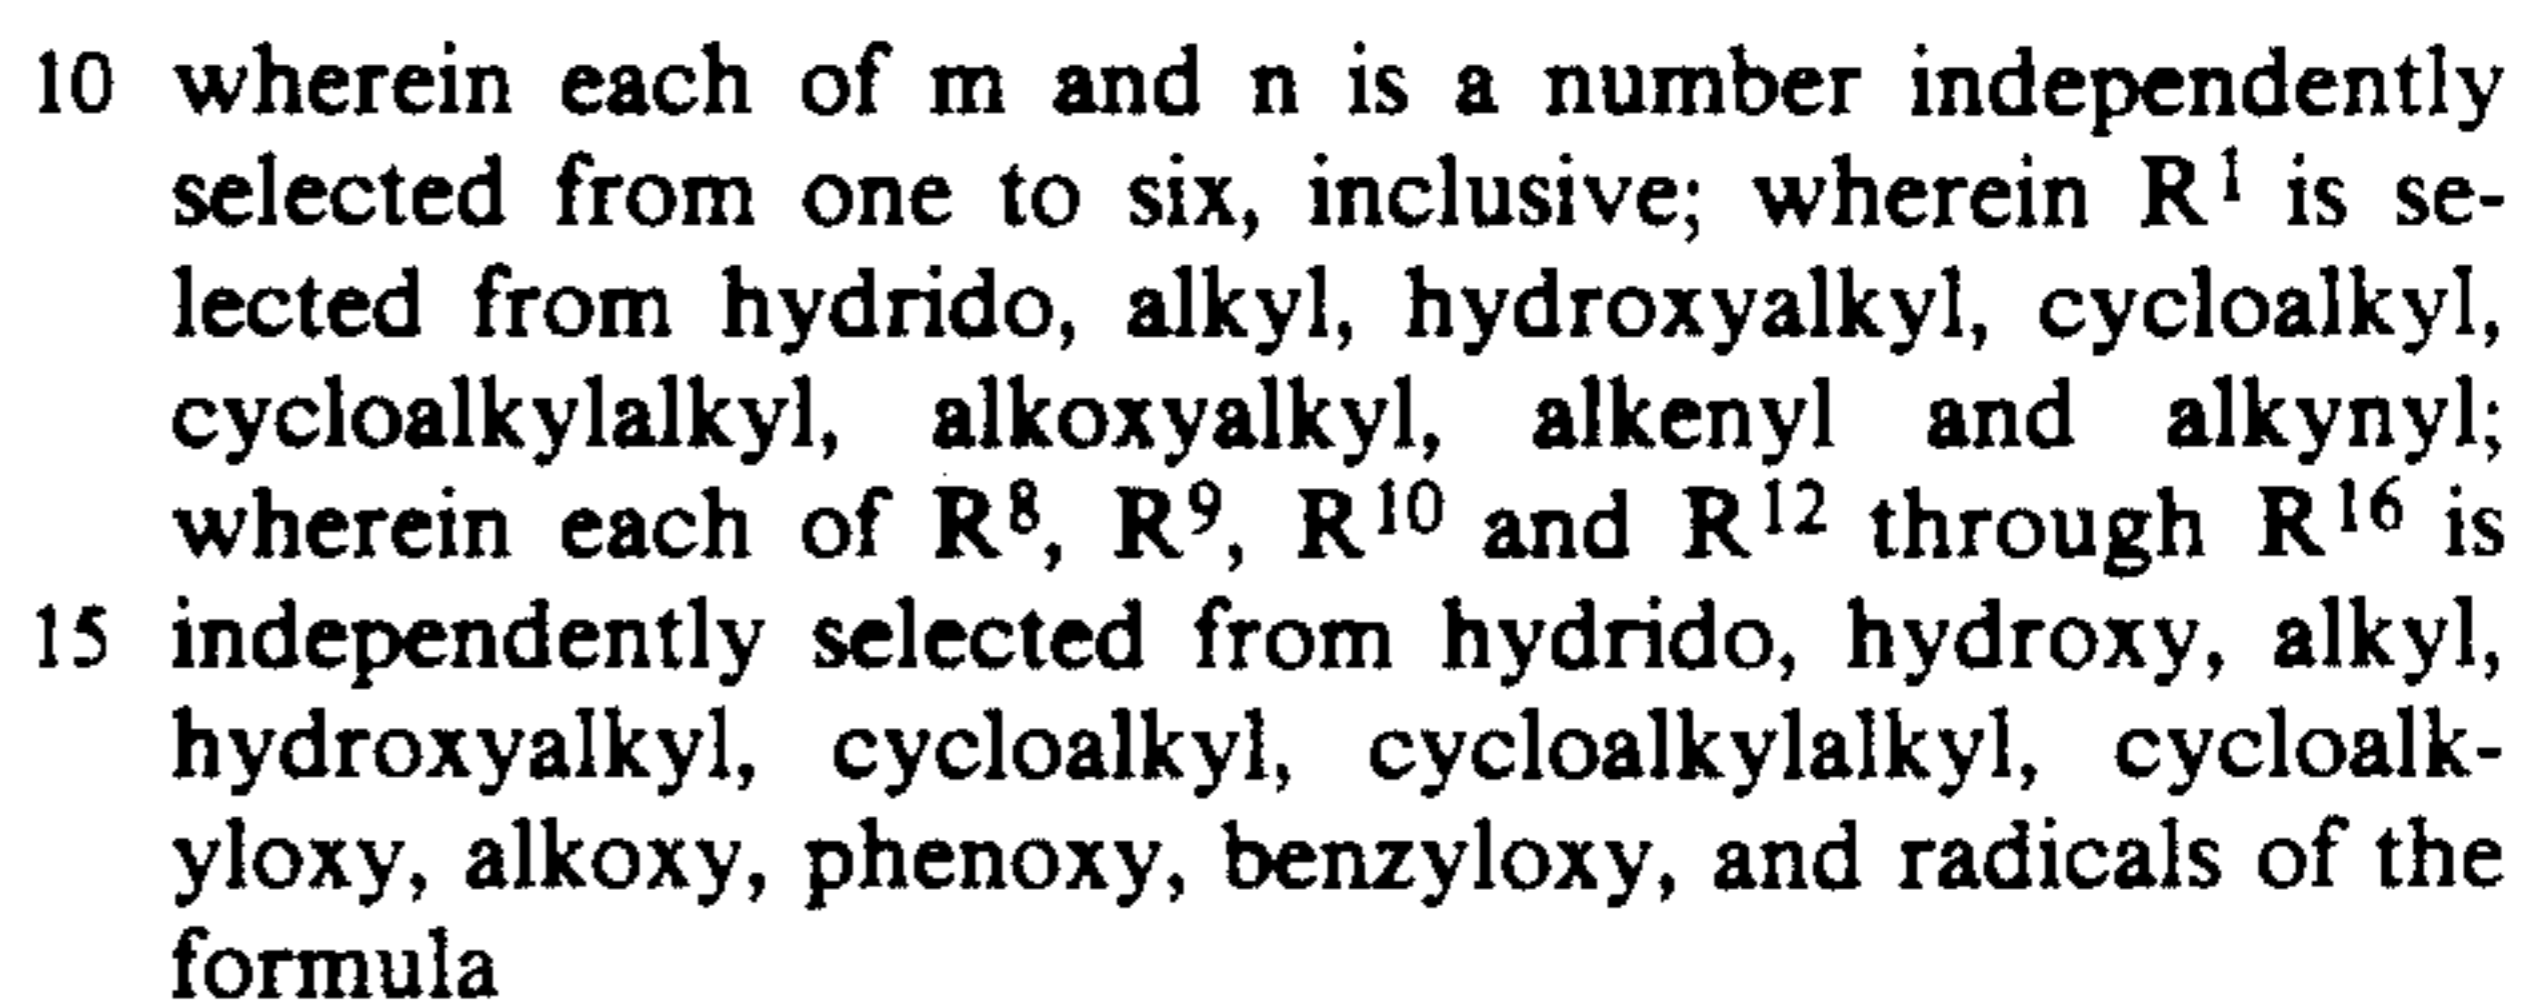 10 wherein each of m and n is a number independently
selected from one to six, inclusive; wherein R¹ is se-
lected from hydrido, alkyl, hydroxyalkyl, cycloalkyl,
cycloalkylalkyl, alkoxyalkyl, alkenyl and alkynyl;
wherein each of R⁸, R⁹, R¹⁰ and R¹² through R¹⁶ is
15 independently selected from hydrido, hydroxy, alkyl,
hydroxyalkyl, cycloalkyl, cycloalkylalkyl, cycloalk-
yloxy, alkoxy, phenoxy, benzyloxy, and radicals of the
formula